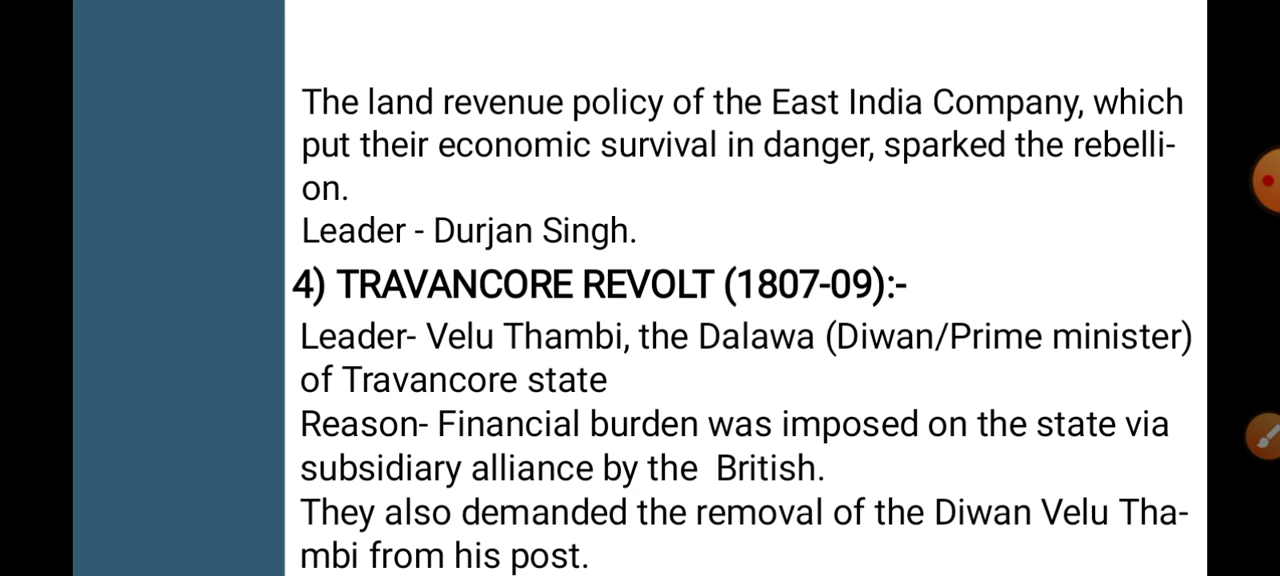 The land revenue policy of the East India Company, which
put their economic survival in danger, sparked the rebelli-
on.
Leader - Durjan Singh.
4) TRAVANCORE REVOLT (1807-09):-
Leader- Velu Thambi, the Dalawa (Diwan/Prime minister)
of Travancore state
Reason- Financial burden was imposed on the state via
subsidiary alliance by the  British.
They also demanded the removal of the Diwan Velu Tha-
mbi from his post.